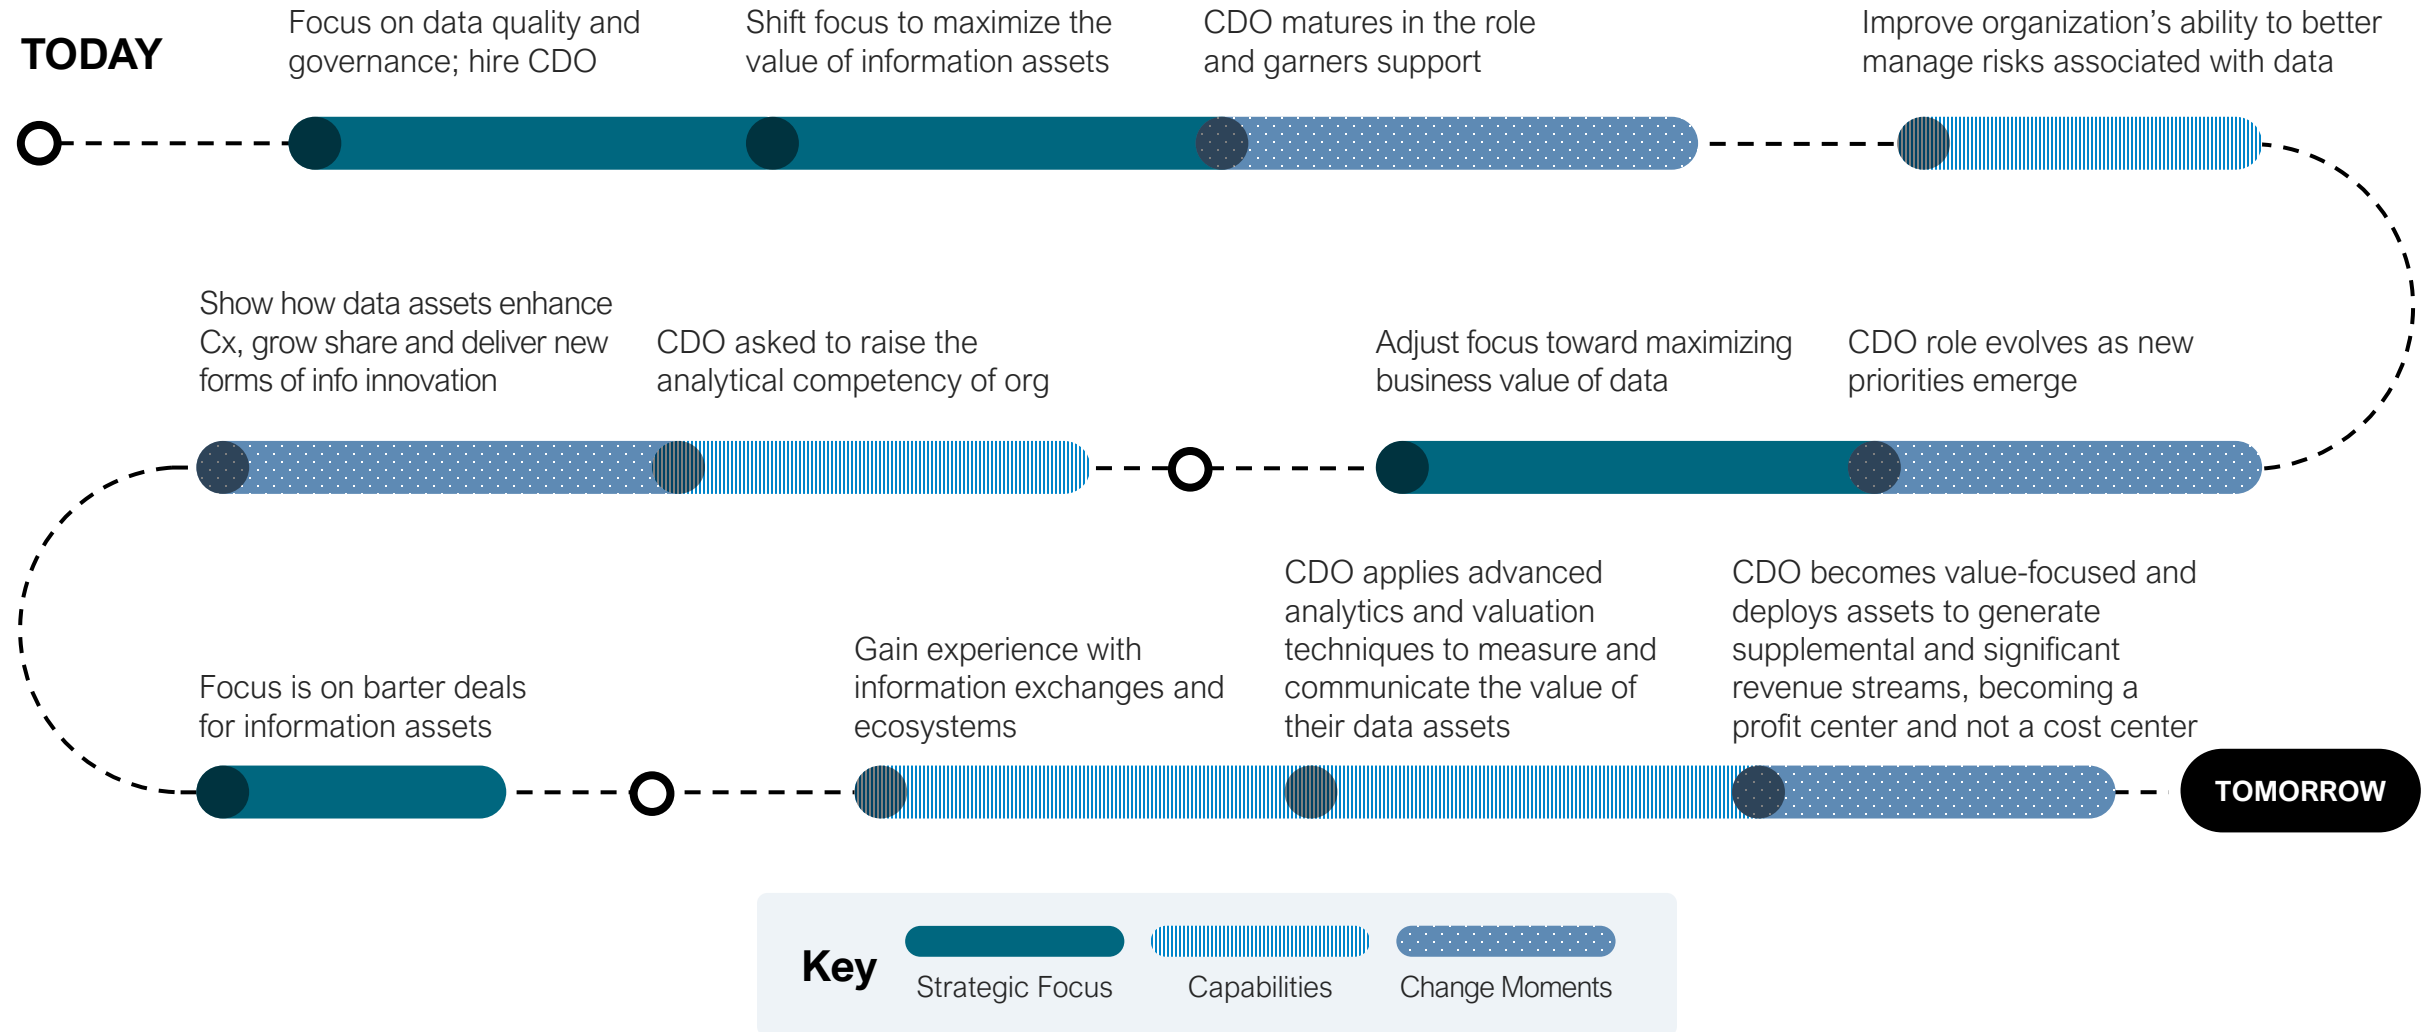 TODAY
Focus on data quality and
governance; hire CDO
Shift focus to maximize the
value of information assets
CDO matures in the role
and garners support
Improve organization’s ability to better
manage risks associated with data
Show how data assets enhance
Cx, grow share and deliver new
forms of info innovation
CDO asked to raise the
analytical competency of org
Adjust focus toward maximizing
business value of data
CDO role evolves as new
priorities emerge
Focus is on barter deals
for information assets
Gain experience with
information exchanges and
ecosystems
CDO applies advanced
analytics and valuation
techniques to measure and
communicate the value of
their data assets
CDO becomes value-focused and
deploys assets to generate
supplemental and significant
revenue streams, becoming a
profit center and not a cost center
TOMORROW
Key
Strategic Focus
Capabilities
Change Moments